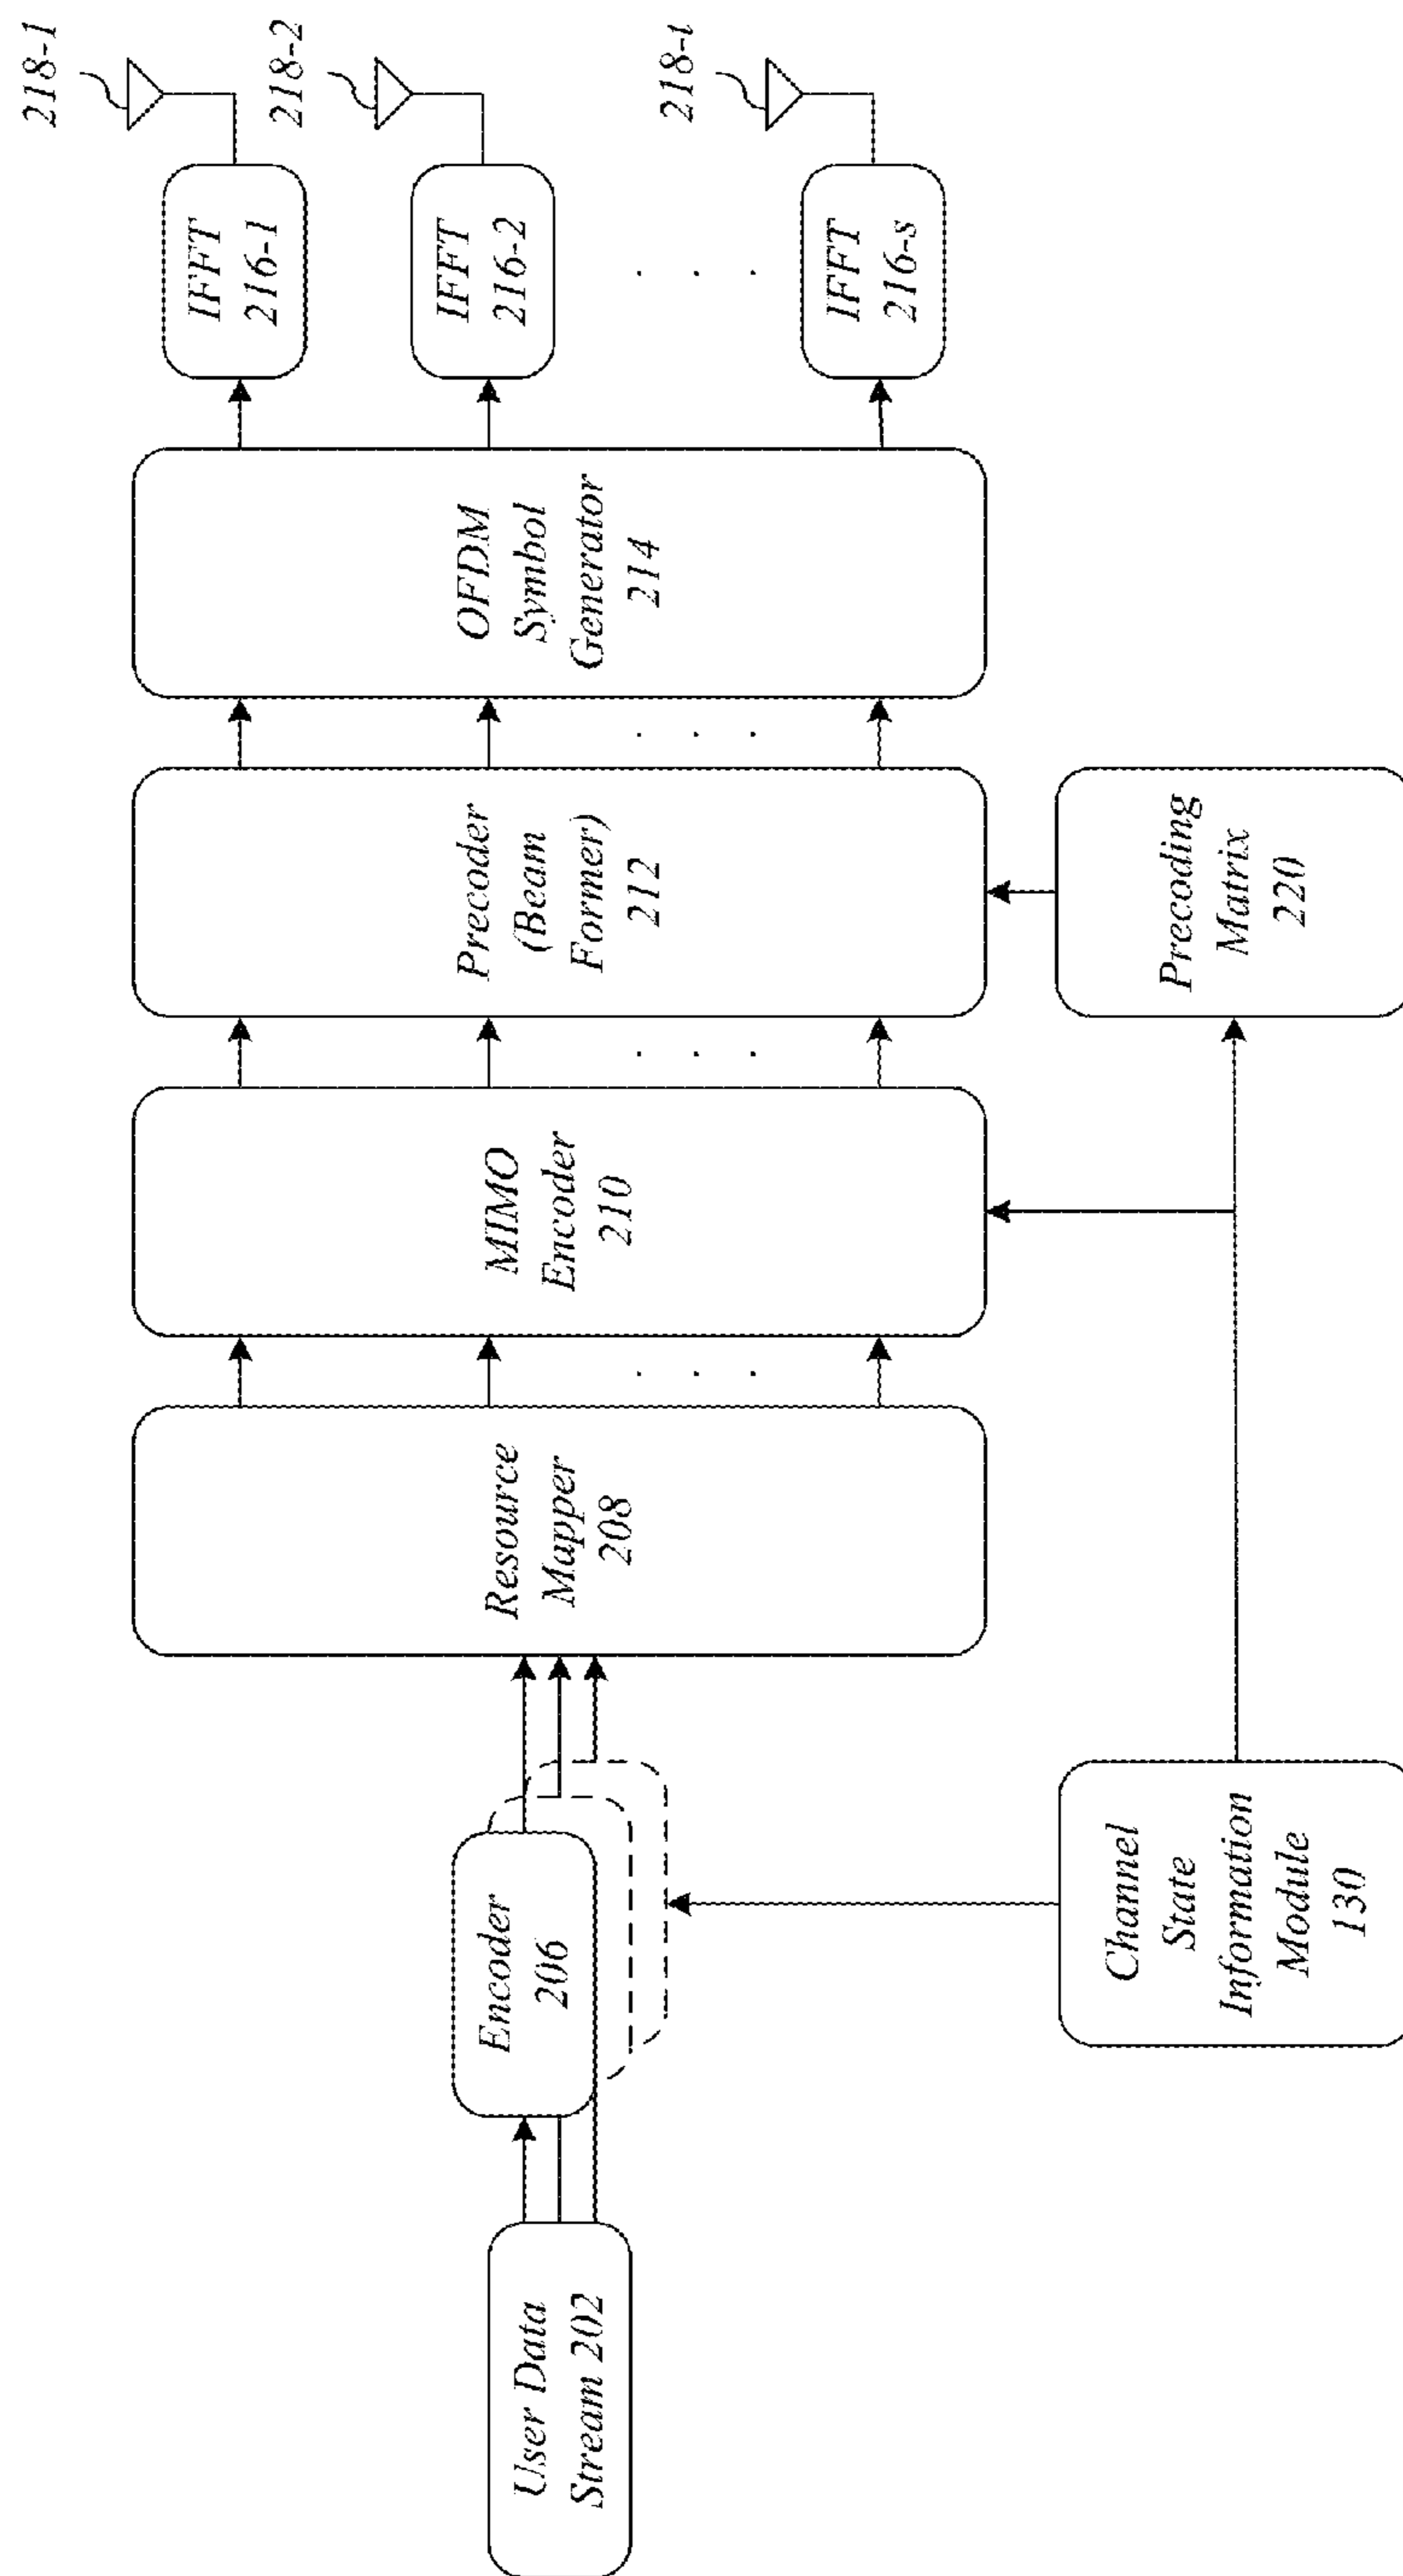 User Data
Stream 202
Encoder
206
Resource
Mapper
208
MIMO
Encoder
210
Precoder
(Beam
Former)
212
OFDM
Symbol
Generator
214
IFFT
216-1
IFFT
216-2
. . .
IFFT
216-s
218-1
218-2
218-t
Channel
State
Information
Module
130
Precoding
Matrix
220